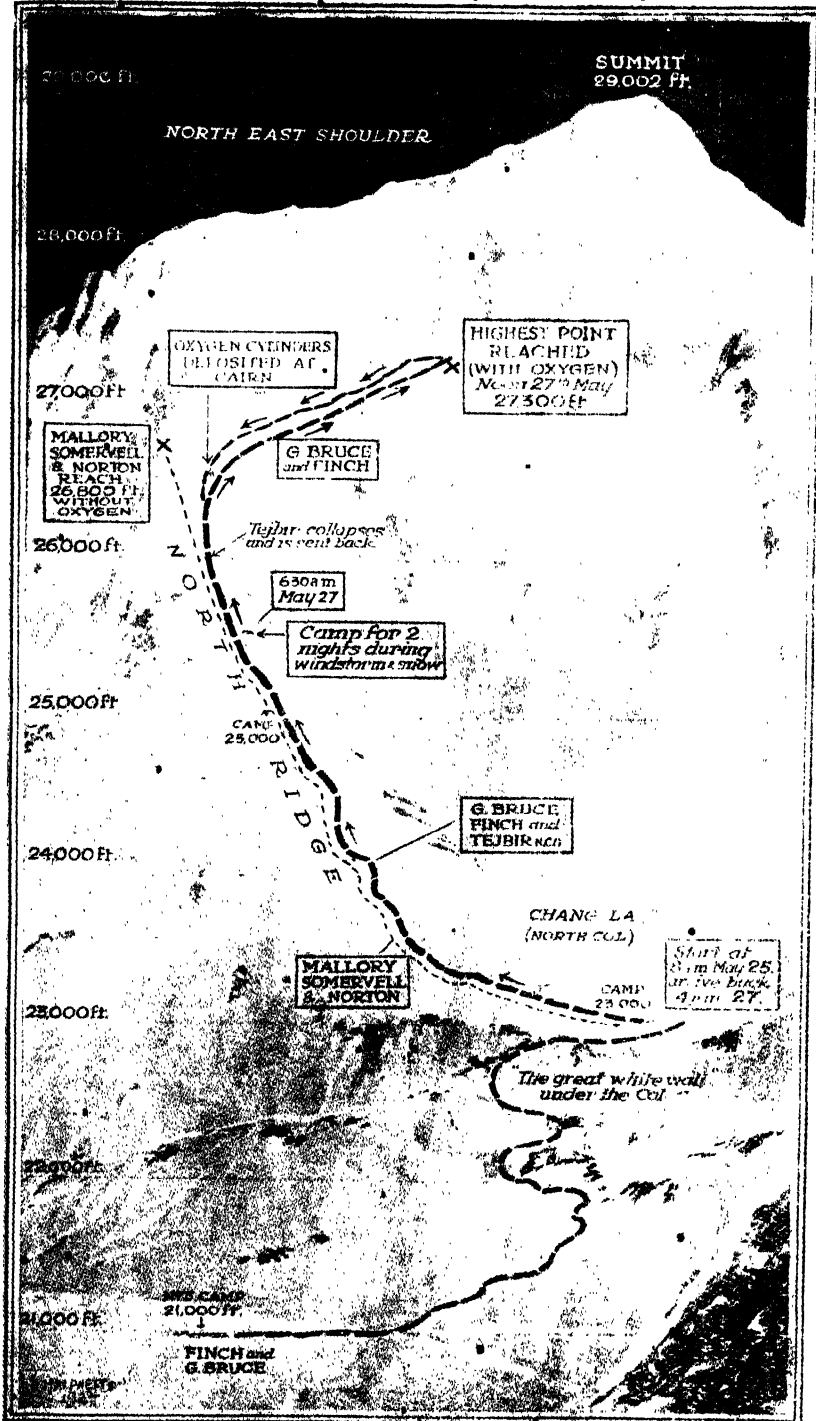 SUMMIT
29,002 ft.
NORTH EAST SHOULDER
28,000 ft.
OXYGEN CYLINDERS
DEPOSITED AT
CAIRN
HIGHEST POINT
REACHED
(WITH OXYGEN)
Noon 27th May
27,300 ft
27,000 ft.
MALLORY
SOMERVELL
& NORTON
REACH
26,800 ft.
WITHOUT
OXYGEN
G BRUCE
and FINCH
26,000 ft.
Tejbir collapses
and is sent back
6 30 a m
May 27
Camp for 2
nights during
windstorm & snow
NORTH RIDGE
25,000 ft.
CAMP
25,000
G. BRUCE
FINCH and
TEJBIR N.C.O
24,000 ft.
CHANG LA
(NORTH COL)
MALLORY
SOMERVELL
& NORTON
CAMP
23,000
Start at
8 a m May 25.
arrive back
4 p m 27.
23,000 ft.
"The great white wall
under the Col"
22,000 ft.
CAMP
21,000 ft.
21,000 ft.
FINCH and
G. BRUCE